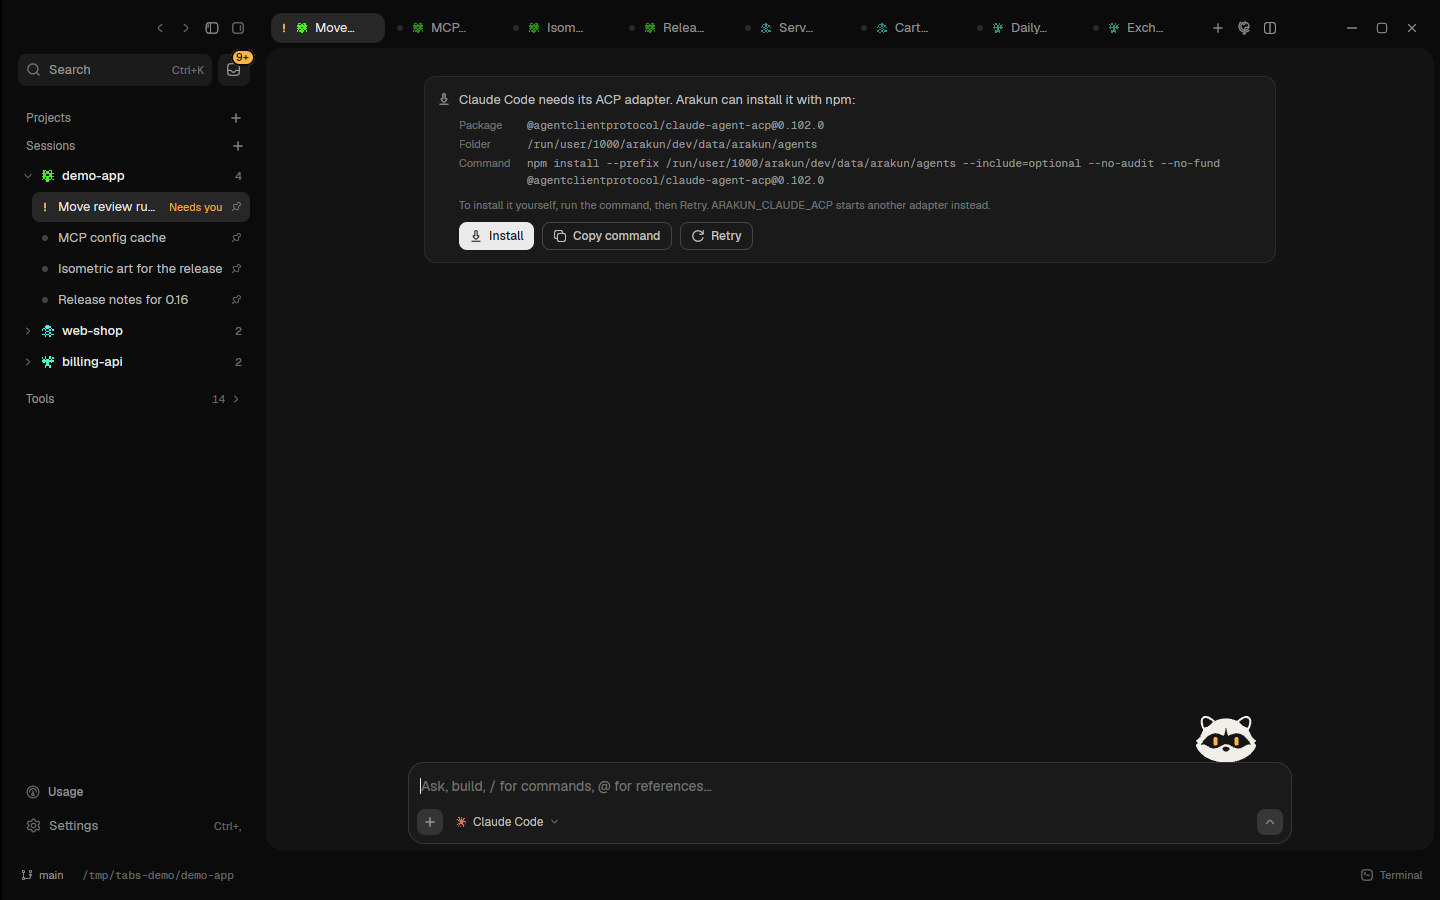 Move...
MCP...
Isom...
Relea...
Serv...
Cart...
Daily...
Exch...
Search
Ctrl+K
9+
Projects
Sessions
demo-app
4
Move review ru...
Needs you
MCP config cache
Isometric art for the release
Release notes for 0.16
web-shop
2
billing-api
2
Tools
14
Usage
Settings
Ctrl+,
Claude Code needs its ACP adapter. Arakun can install it with npm:
Package @agentclientprotocol/claude-agent-acp@0.102.0
Folder /run/user/1000/arakun/dev/data/arakun/agents
Command npm install --prefix /run/user/1000/arakun/dev/data/arakun/agents --include=optional --no-audit --no-fund
@agentclientprotocol/claude-agent-acp@0.102.0
To install it yourself, run the command, then Retry. ARAKUN_CLAUDE_ACP starts another adapter instead.
Install
Copy command
Retry
Ask, build, / for commands, @ for references...
Claude Code
main
/tmp/tabs-demo/demo-app
Terminal